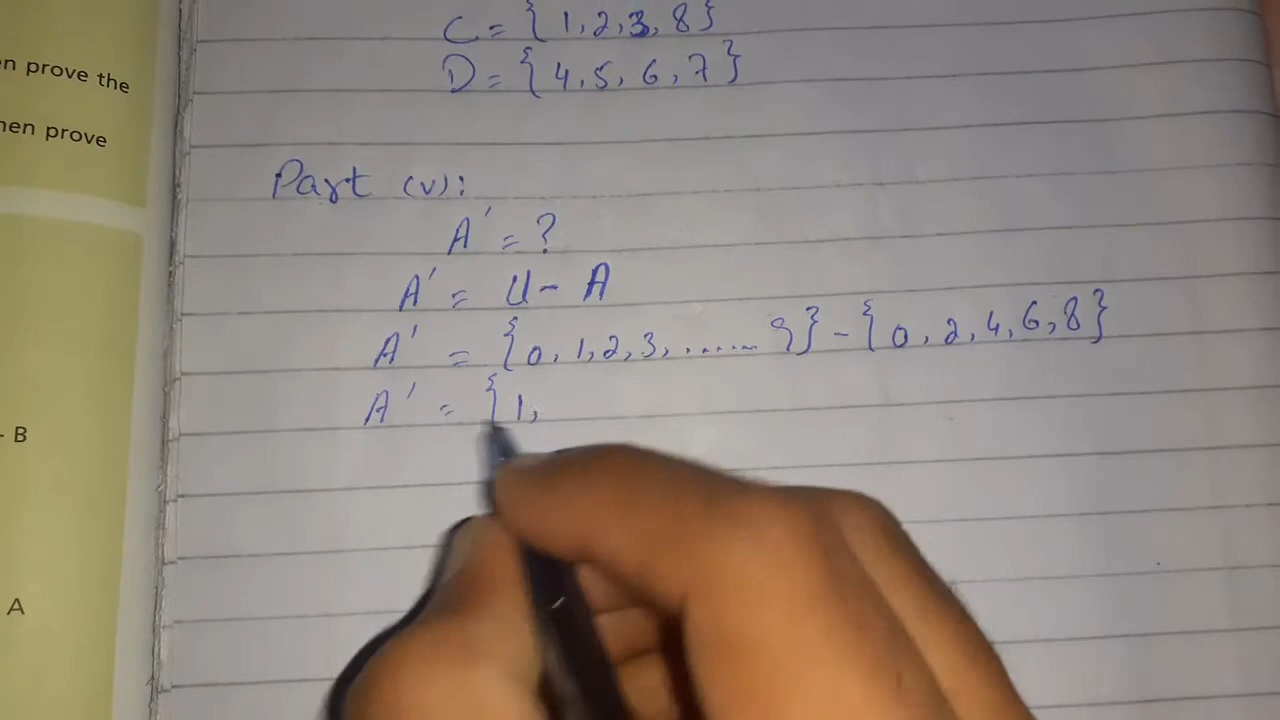 en prove the
hen prove
- B
A
C = { 1, 2, 3, 8 }
D = { 4, 5, 6, 7 }
Part (v):
A' = ?
A' = U - A
A' = { 0, 1, 2, 3, ...... 9 } - { 0, 2, 4, 6, 8 }
A' = { 1,